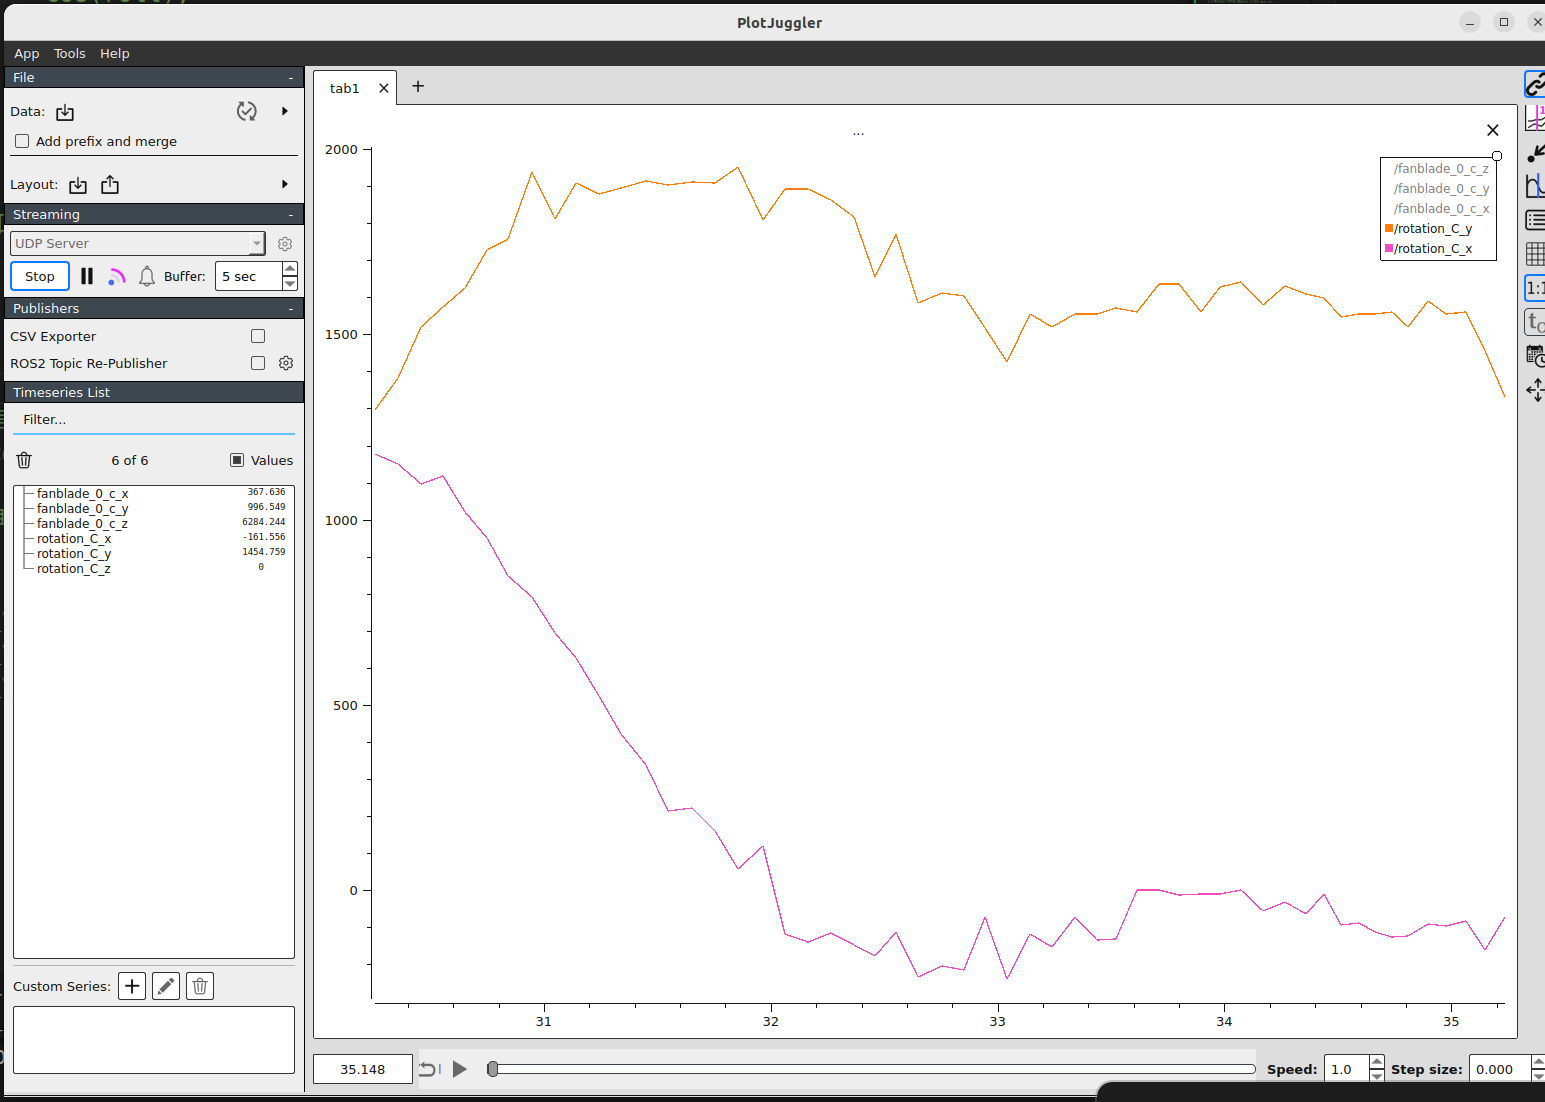 PlotJuggler
App Tools Help
File -
Data:
Add prefix and merge
Layout:
Streaming -
UDP Server
Stop Buffer: 5 sec
Publishers -
CSV Exporter
ROS2 Topic Re-Publisher
Timeseries List
Filter...
6 of 6 Values
fanblade_0_c_x 367.636
fanblade_0_c_y 996.549
fanblade_0_c_z 6284.244
rotation_C_x -161.556
rotation_C_y 1454.759
rotation_C_z 0
Custom Series:
tab1
...
/fanblade_0_c_z
/fanblade_0_c_y
/fanblade_0_c_x
/rotation_C_y
/rotation_C_x
2000
1500
1000
500
0
31 32 33 34 35
35.148 Speed: 1.0 Step size: 0.000
1:1